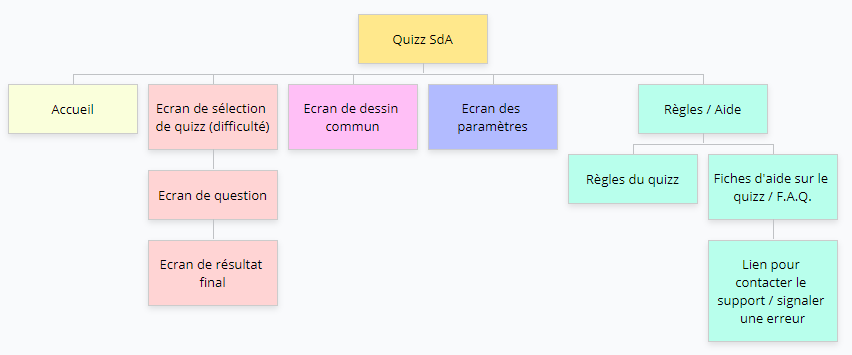 Quizz SdA
Accueil
Ecran de sélection
de quizz (difficulté)
Ecran de dessin
commun
Ecran des
paramètres
Règles / Aide
Ecran de question
Règles du quizz
Fiches d'aide sur le
quizz / F.A.Q.
Ecran de résultat
final
Lien pour
contacter le
support / signaler
une erreur